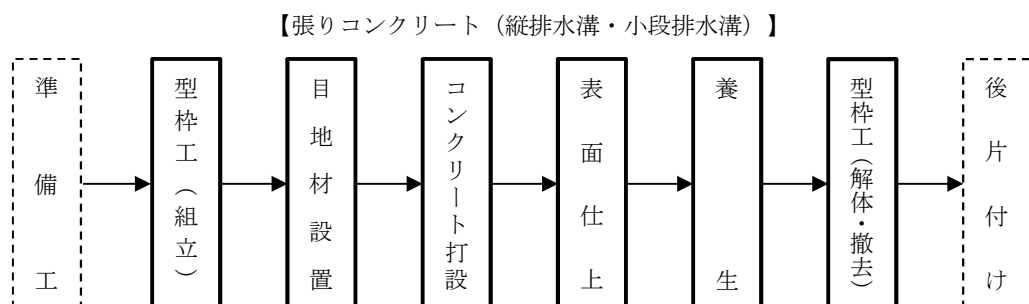 【張りコンクリート（縦排水溝・小段排水溝）】
準備工
型枠工（組立）
目地材設置
コンクリート打設
表面仕上
養生
型枠工（解体・撤去）
後片付け